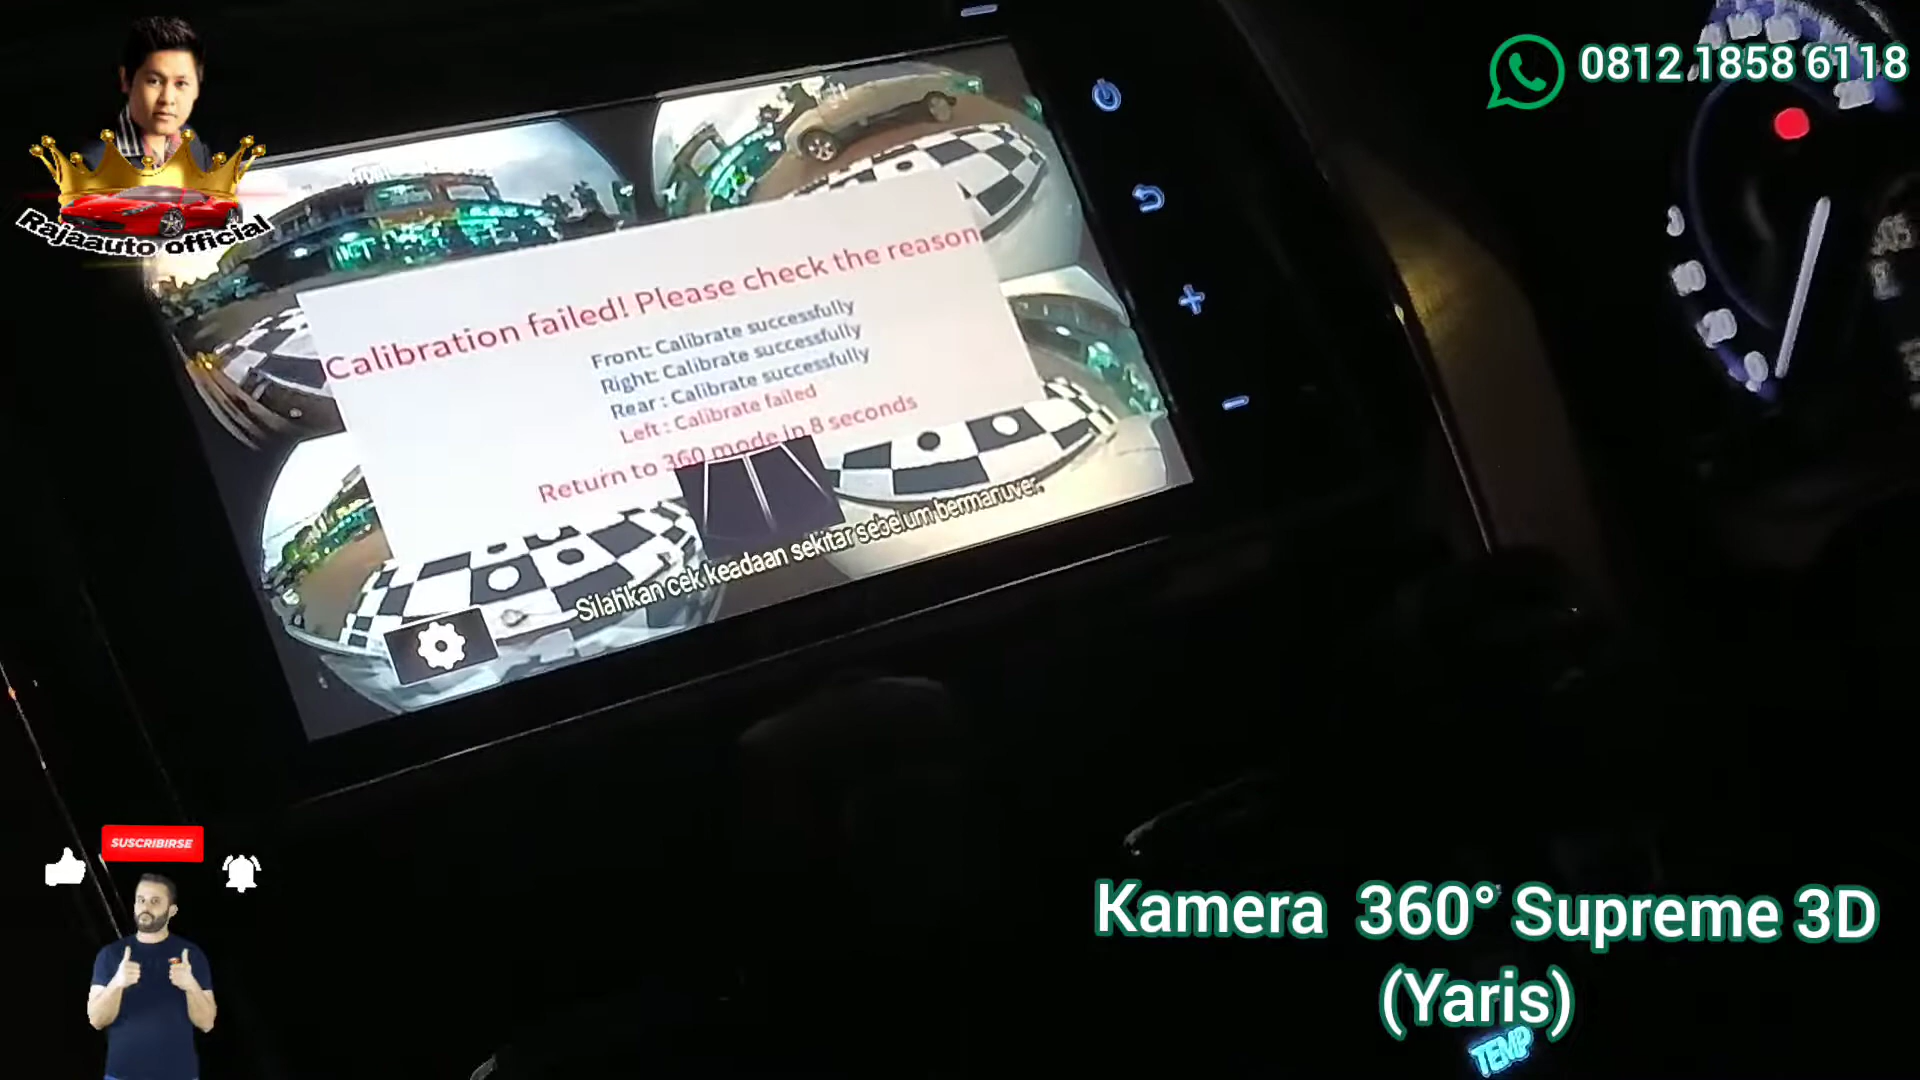 0812 1858 6118
Rajaauto official
Calibration failed! Please check the reason
Front: Calibrate successfully
Right: Calibrate successfully
Rear : Calibrate successfully
Left : Calibrate failed
Return to 360 mode in 8 seconds
Silahkan cek keadaan sekitar sebelum bermanuver.
SUSCRIBIRSE
Kamera 360° Supreme 3D
(Yaris)
TEMP